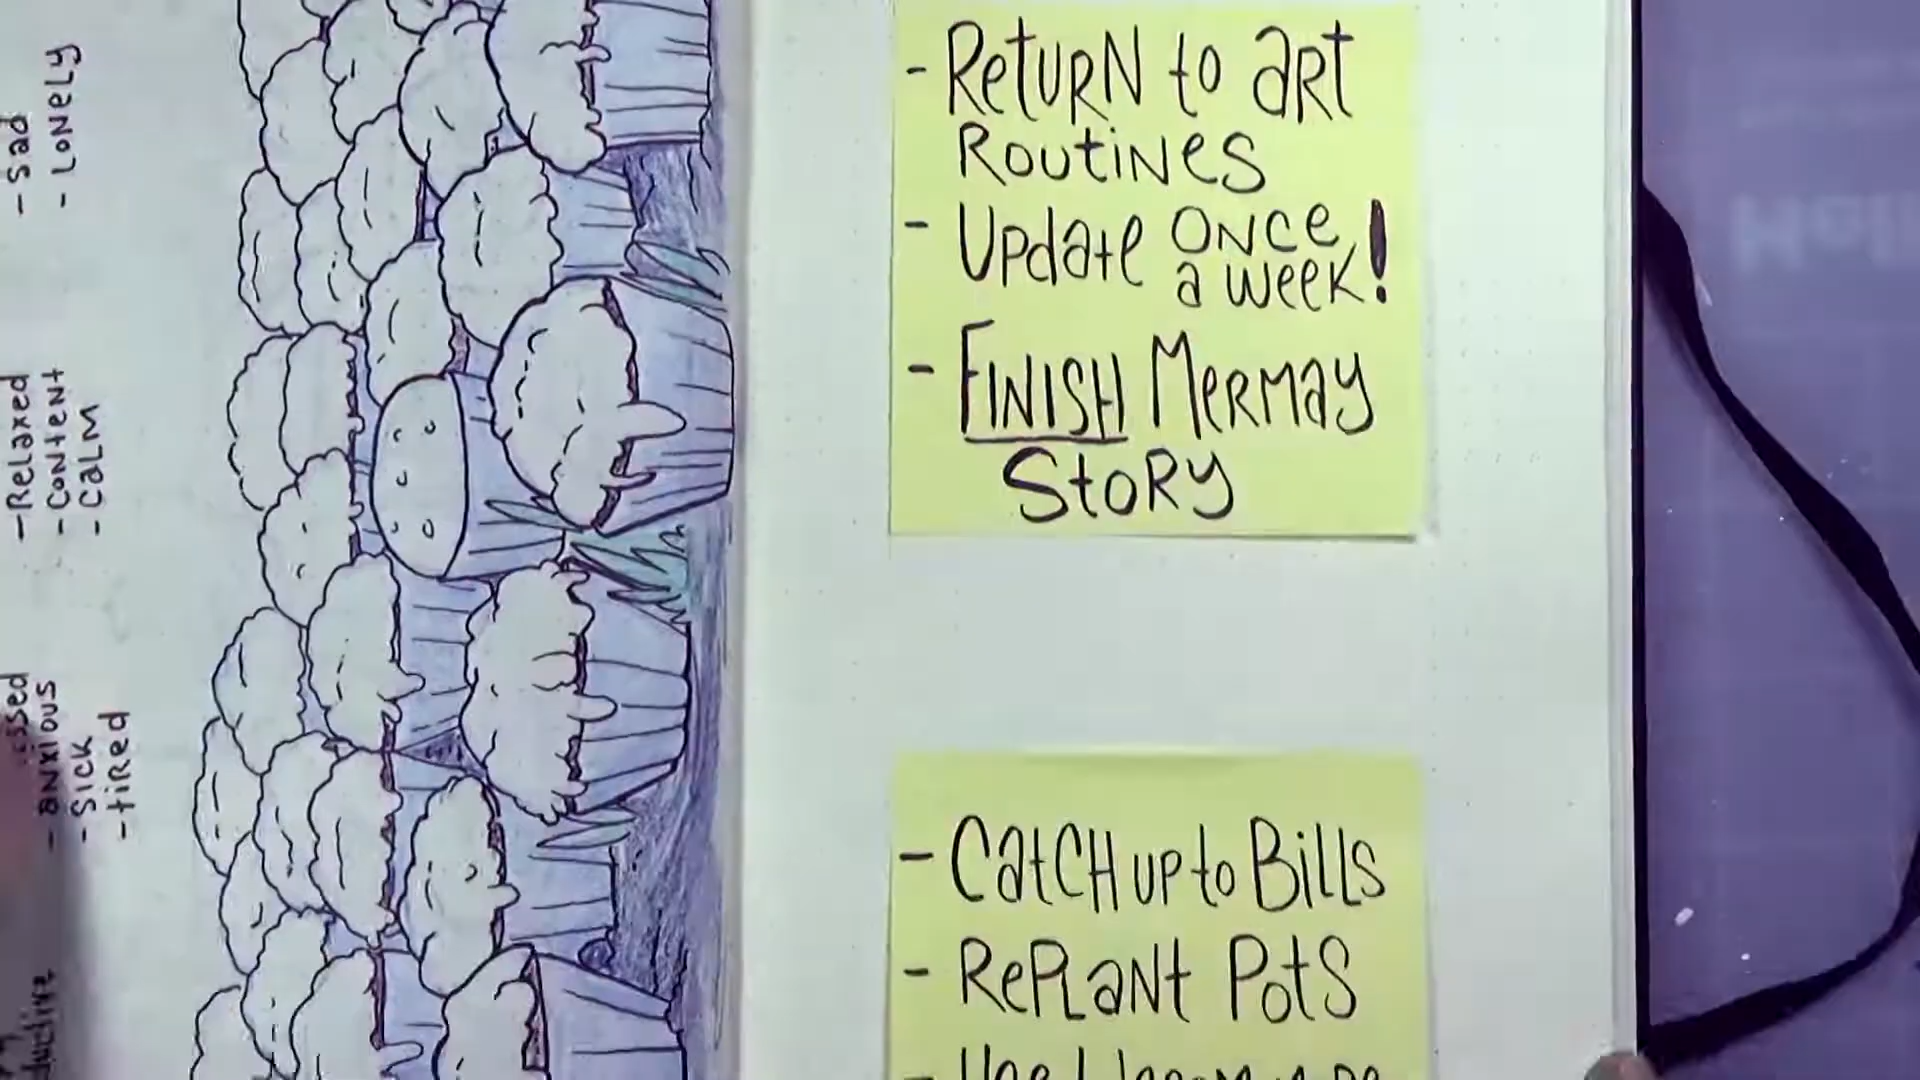 - Sad
- LONELY
- Relaxed
- Content
- Calm
- anxious
- Sick
- tired
- Return to art
Routines
- Update once
a week!
- Finish Mermay
Story
- Catch up to Bills
- Replant Pots